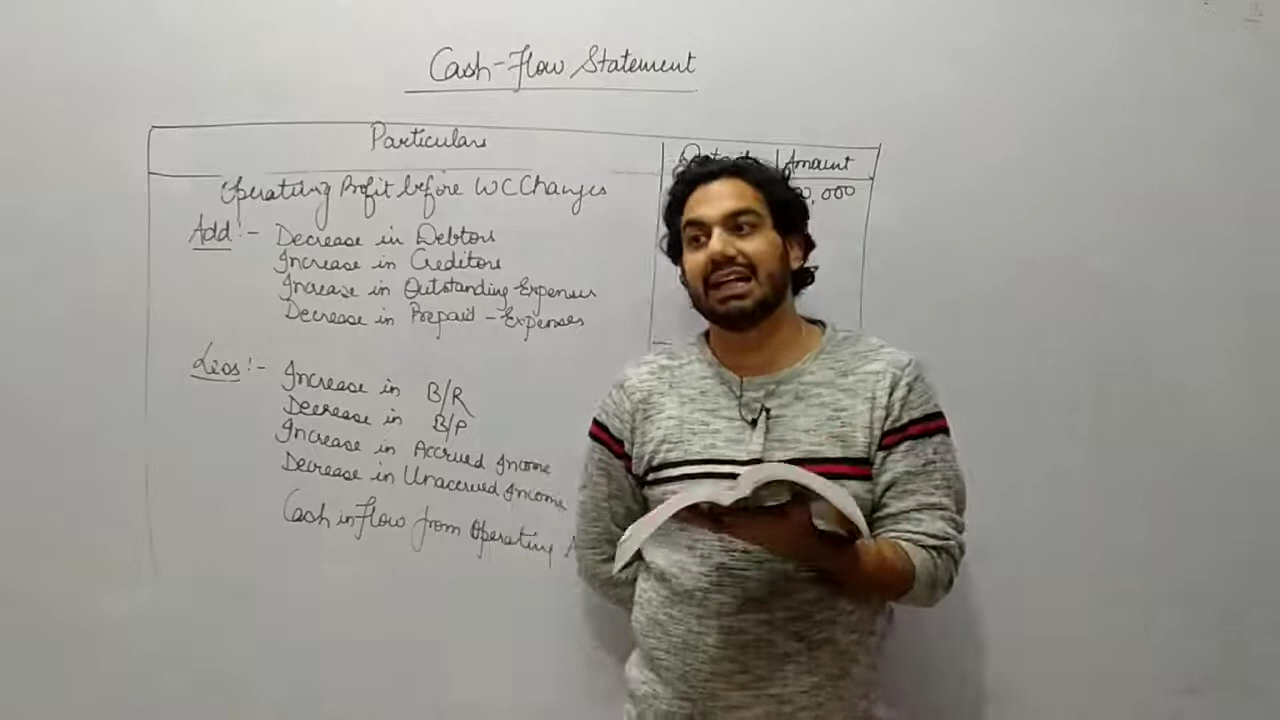 Cash-Flow Statement
Particulars
Amount
Operating Profit before WC Changes
,000
Add:- Decrease in Debtors
Increase in Creditors
Increase in Outstanding Expenses
Decrease in Prepaid - Expenses
Less:- Increase in B/R
Decrease in B/P
Increase in Accrued Income
Decrease in Unaccrued Income
Cash inflow from Operating A